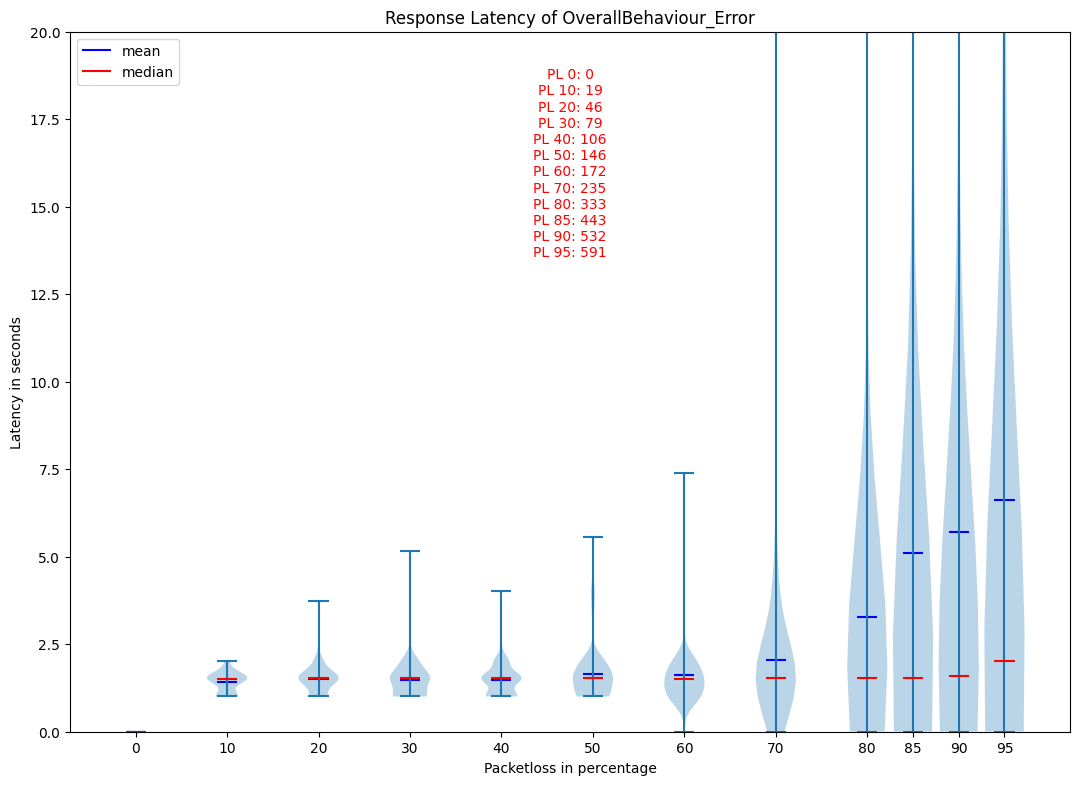 Response Latency of OverallBehaviour_Error
mean
median
PL 0: 0
PL 10: 19
PL 20: 46
PL 30: 79
PL 40: 106
PL 50: 146
PL 60: 172
PL 70: 235
PL 80: 333
PL 85: 443
PL 90: 532
PL 95: 591
Latency in seconds
20.0
17.5
15.0
12.5
10.0
7.5
5.0
2.5
0.0
0 10 20 30 40 50 60 70 80 85 90 95
Packetloss in percentage